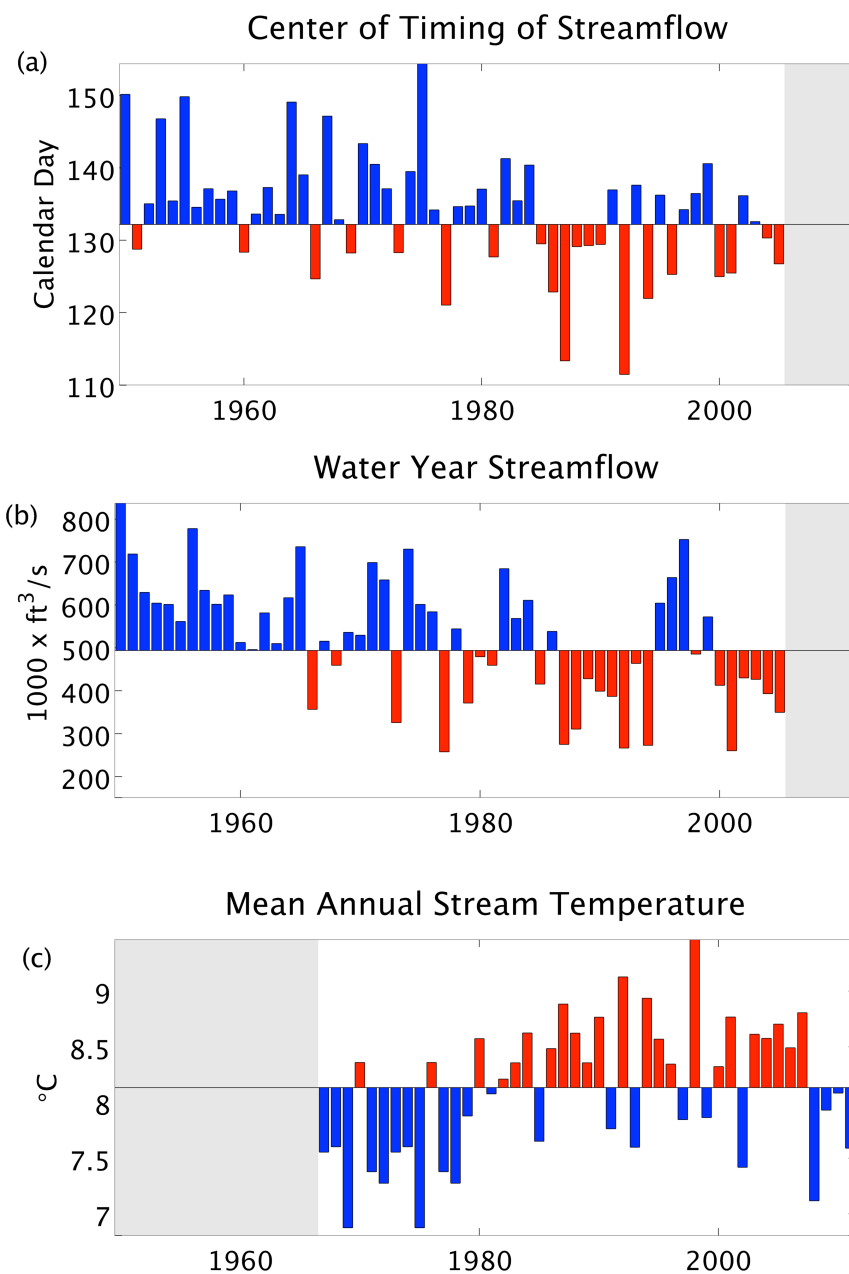 Center of Timing of Streamflow
(a)
Calendar Day
150
140
130
120
110
1960 1980 2000
Water Year Streamflow
(b)
1000 x ft³/s
800
700
600
500
400
300
200
1960 1980 2000
Mean Annual Stream Temperature
(c)
°C
9
8.5
8
7.5
7
1960 1980 2000